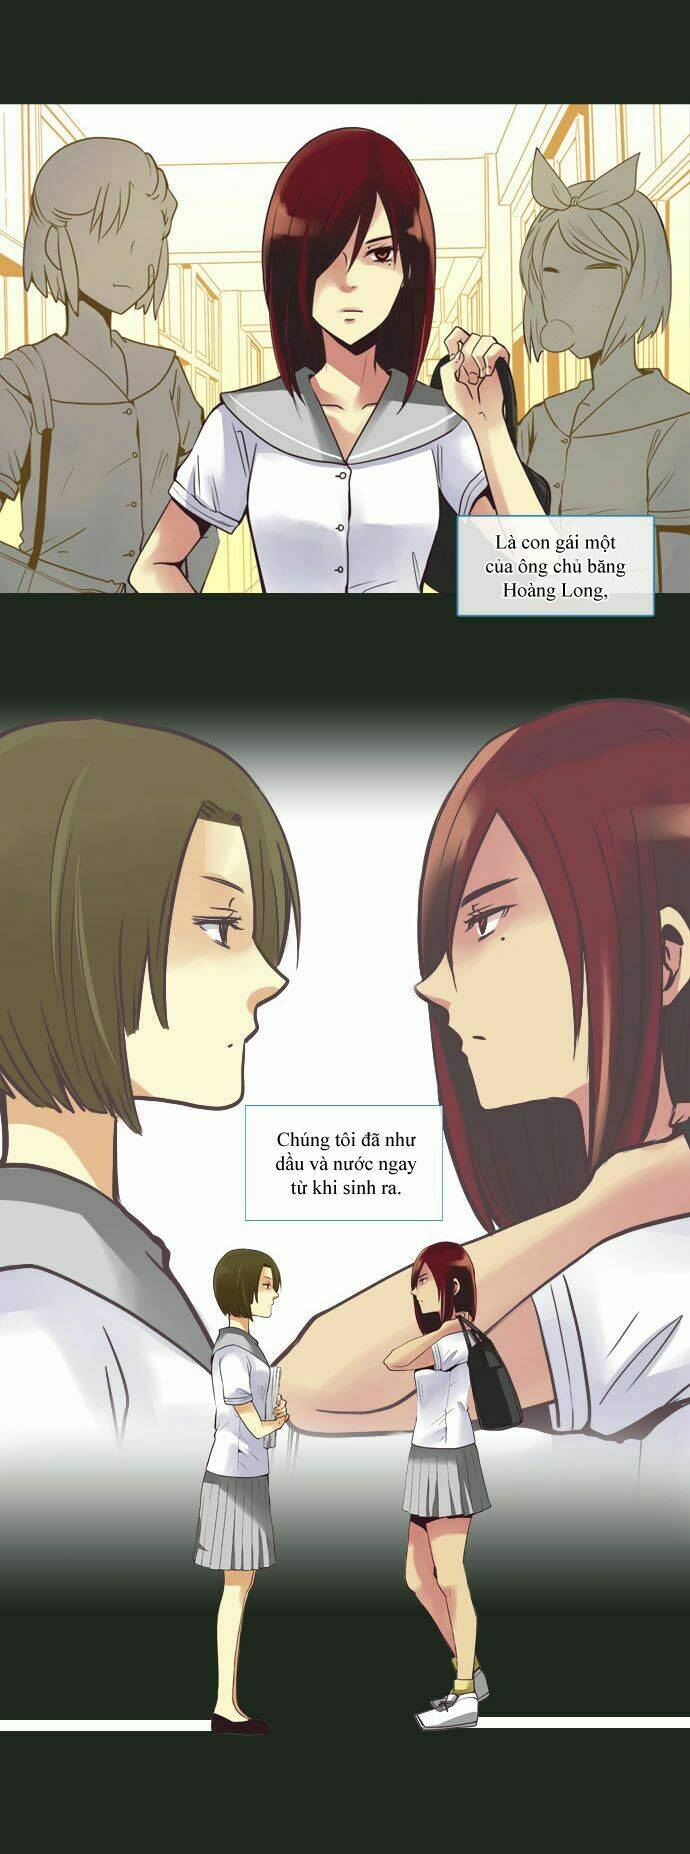 Là con gái một
của ông chủ băng
Hoàng Long,
Chúng tôi đã như
dầu và nước ngay
từ khi sinh ra.